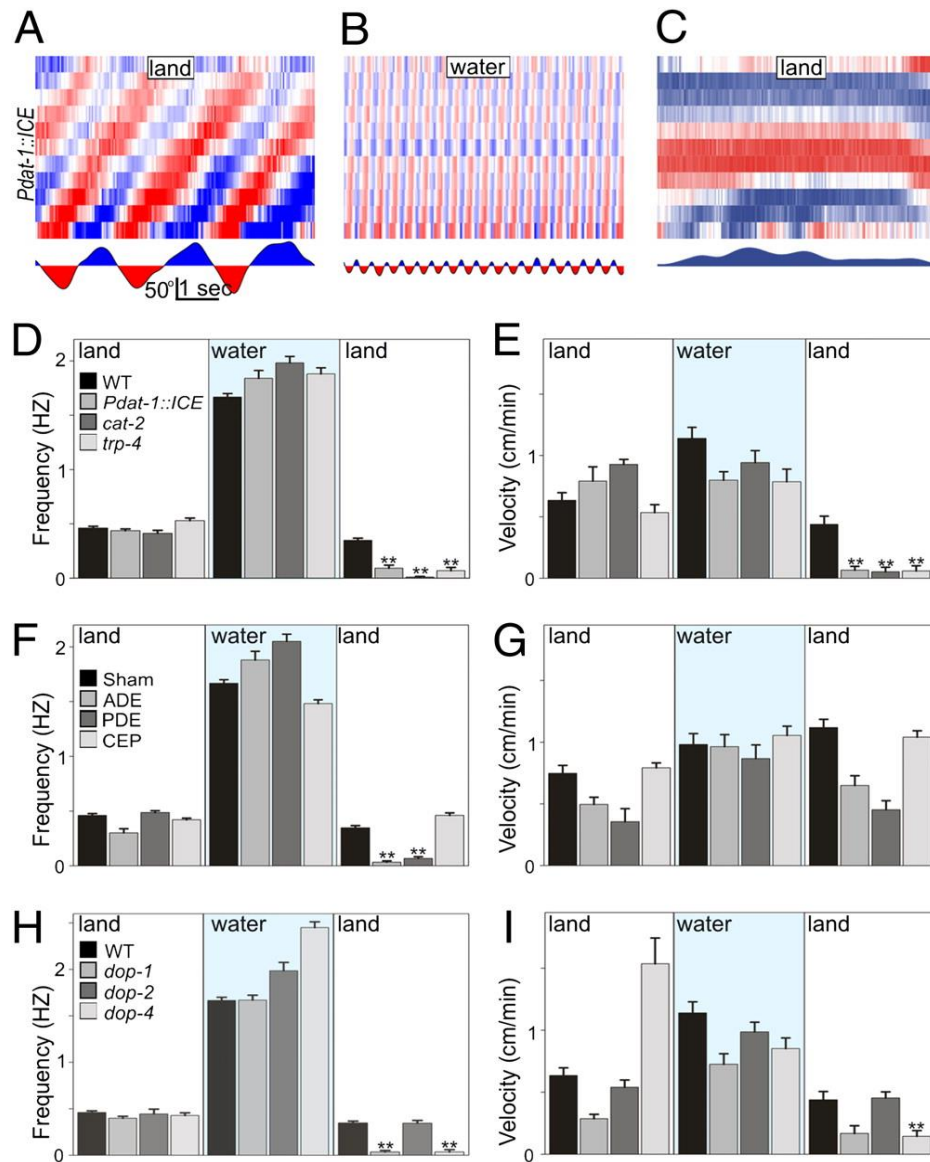 A
B
C
land
water
land
Pdat-1::ICE
50° 1 sec
D
land
water
land
2
1
0
Frequency (HZ)
WT
Pdat-1::ICE
cat-2
trp-4
** ** **
E
land
water
land
1
0
Velocity (cm/min)
** ** **
F
land
water
land
2
1
0
Frequency (HZ)
Sham
ADE
PDE
CEP
** **
G
land
water
land
1
0
Velocity (cm/min)
H
land
water
land
2
1
0
Frequency (HZ)
WT
dop-1
dop-2
dop-4
** **
I
land
water
land
1
0
Velocity (cm/min)
**